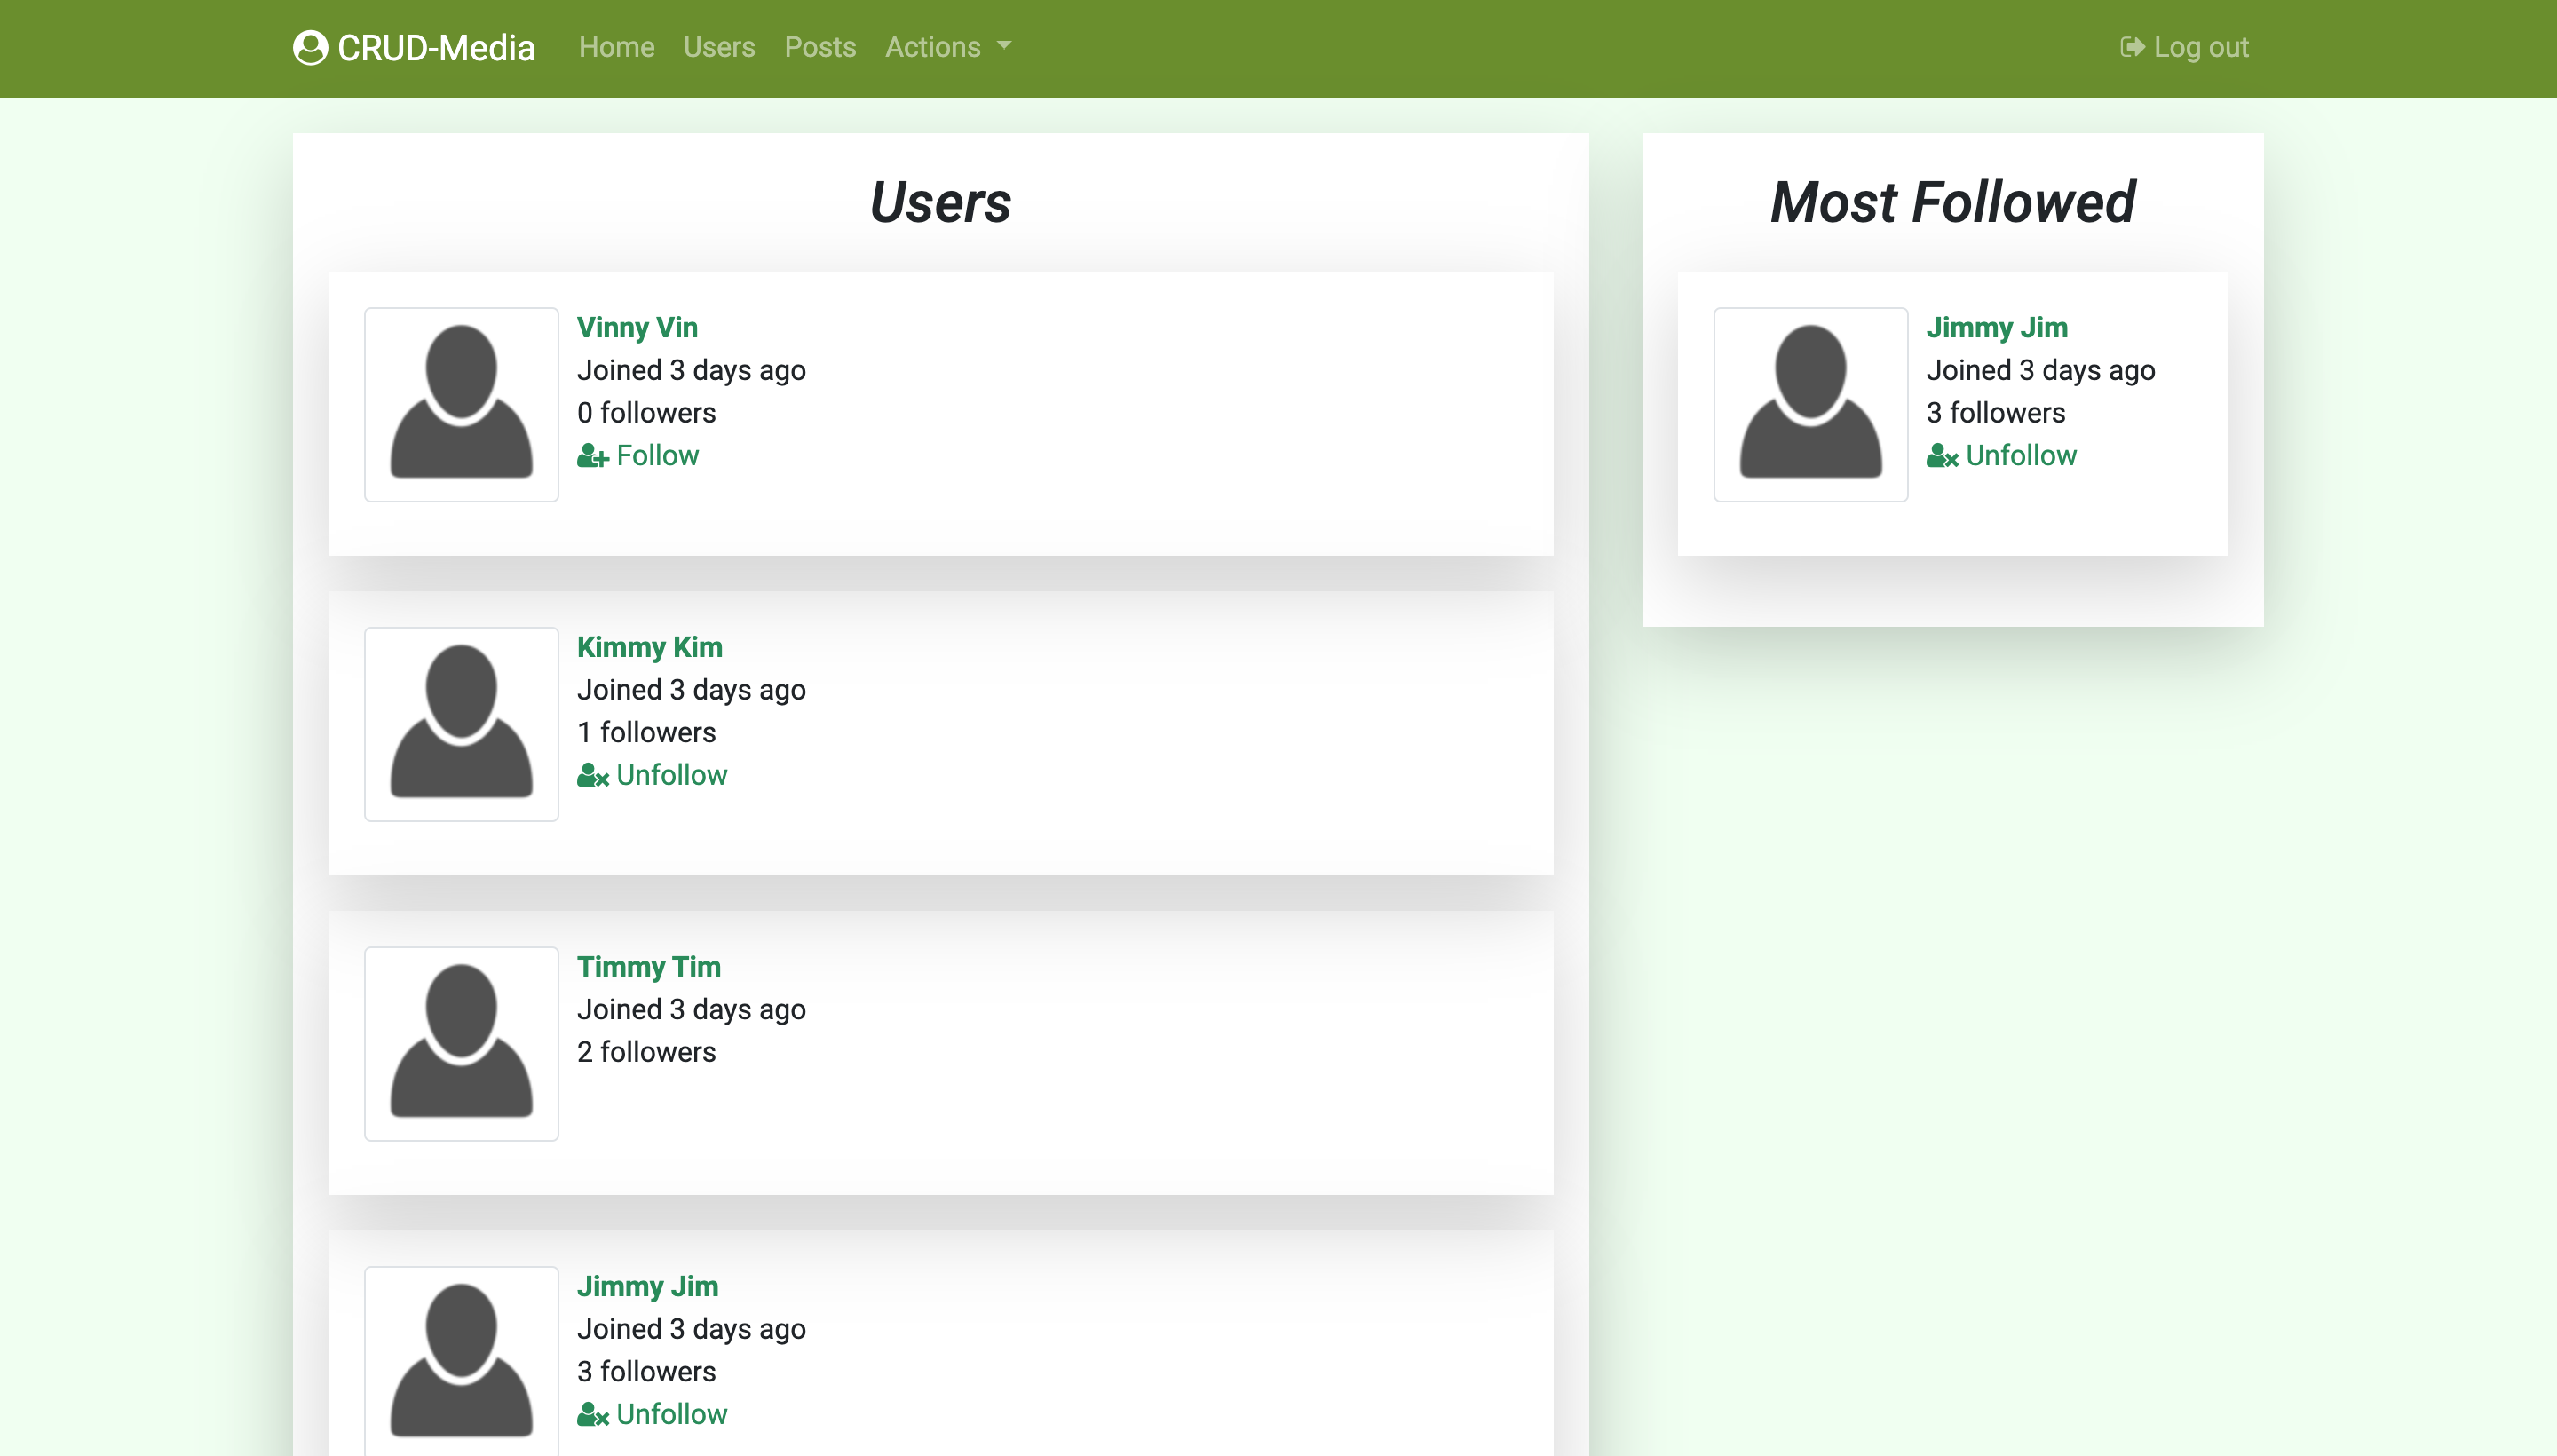 CRUD-Media Home Users Posts Actions Log out
Users
Vinny Vin
Joined 3 days ago
0 followers
Follow
Kimmy Kim
Joined 3 days ago
1 followers
Unfollow
Timmy Tim
Joined 3 days ago
2 followers
Jimmy Jim
Joined 3 days ago
3 followers
Unfollow
Most Followed
Jimmy Jim
Joined 3 days ago
3 followers
Unfollow